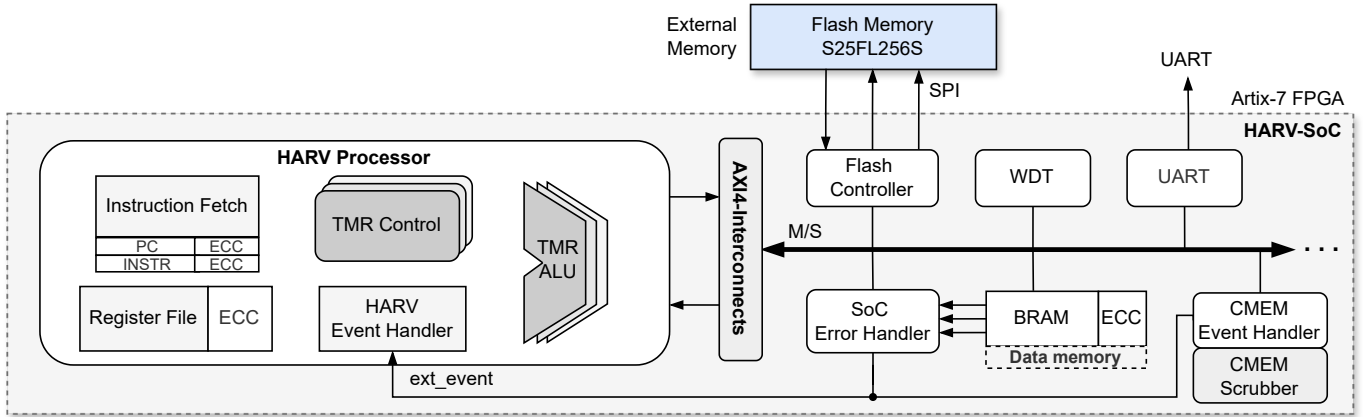 External
Memory
Flash Memory
S25FL256S
SPI
UART
Artix-7 FPGA
HARV-SoC
HARV Processor
Instruction Fetch
PC
ECC
INSTR
ECC
TMR Control
TMR
ALU
Register File
ECC
HARV
Event Handler
ext_event
AXI4-Interconnects
M/S
Flash
Controller
WDT
UART
. . .
SoC
Error Handler
BRAM
ECC
Data memory
CMEM
Event Handler
CMEM
Scrubber